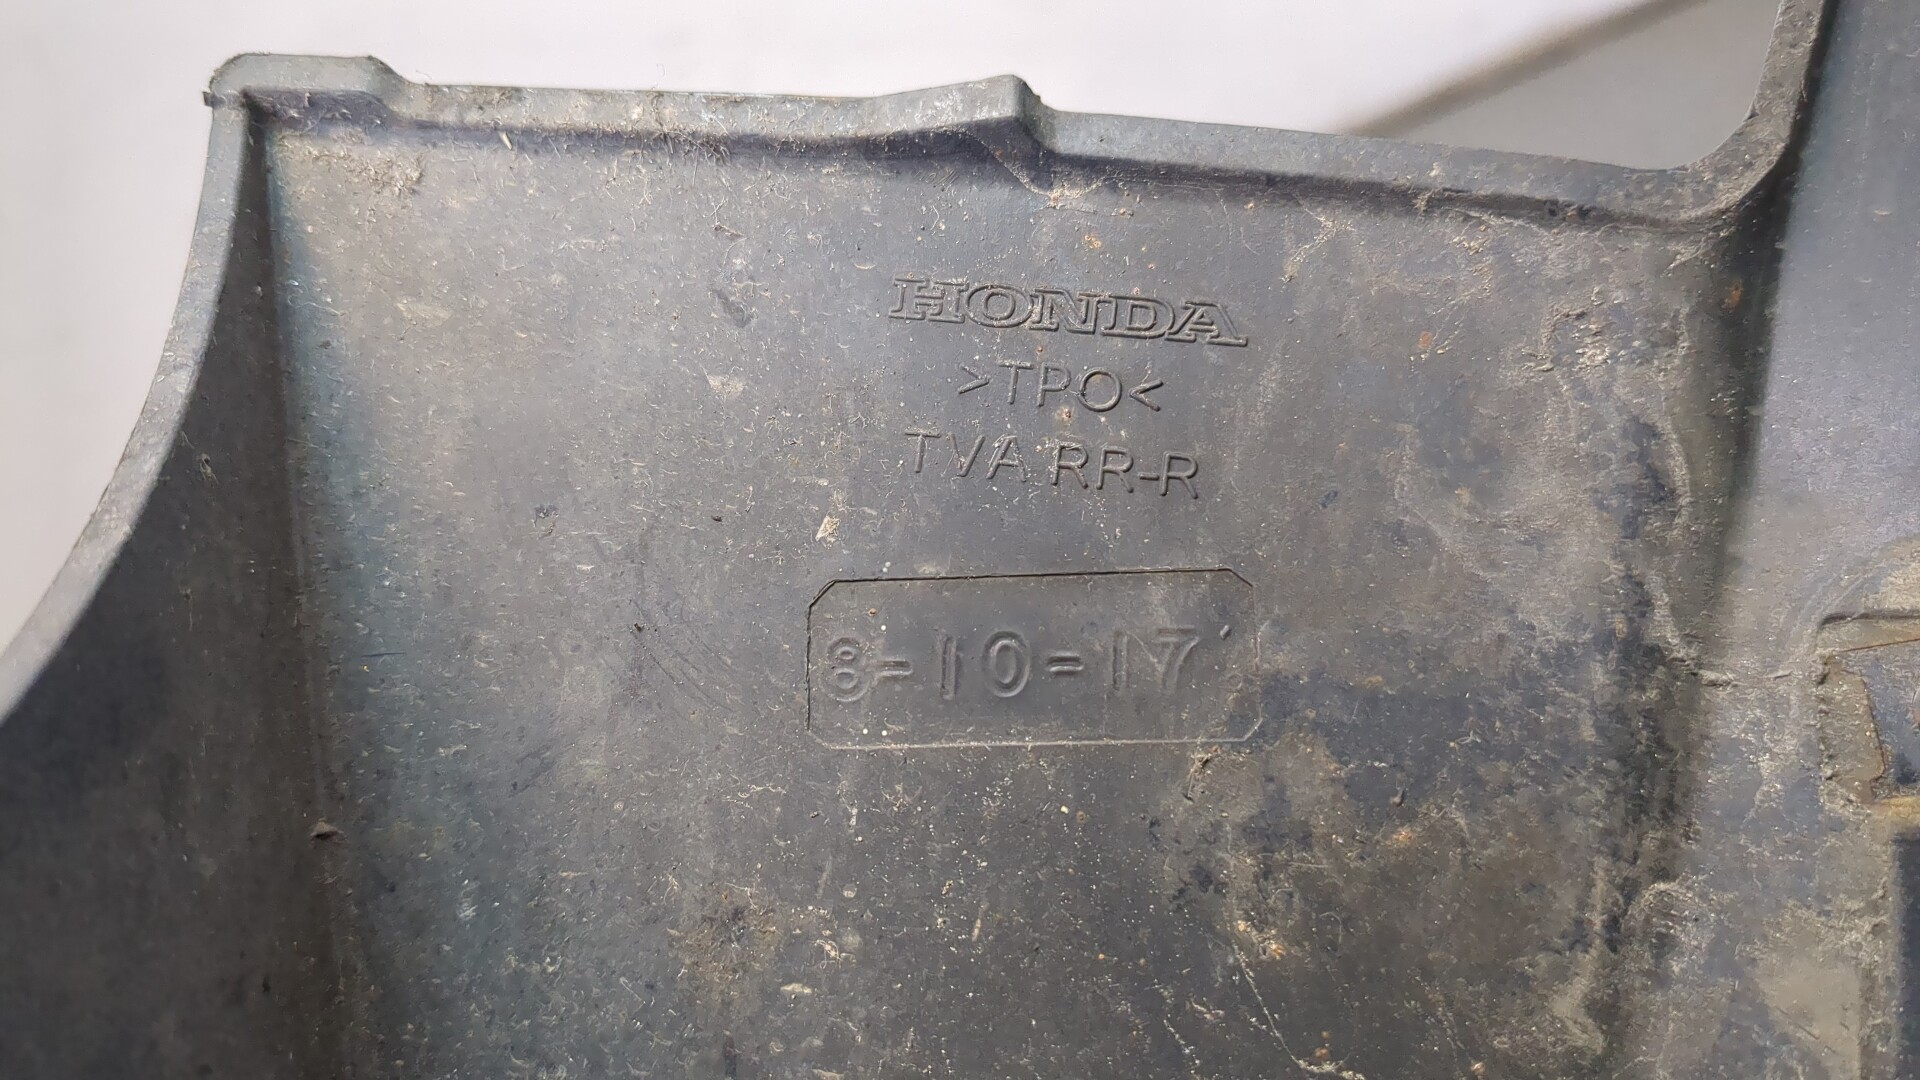 HONDA
>TPO<
TVA RR-R
8-10-17